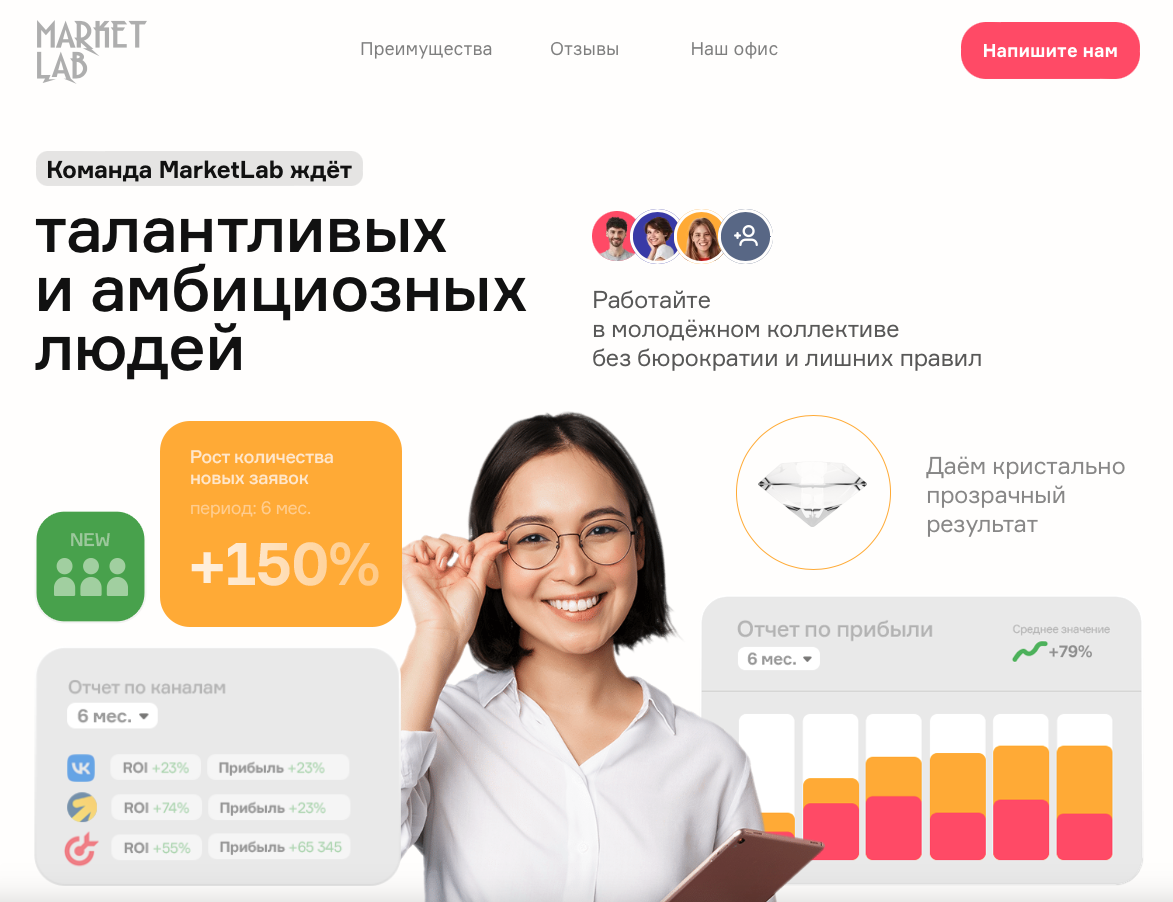 MARKET
LAB
Преимущества
Отзывы
Наш офис
Напишите нам
Команда MarketLab ждёт
талантливых
и амбициозных
людей
Работайте
в молодёжном коллективе
без бюрократии и лишних правил
Рост количества
новых заявок
период: 6 мес.
+150%
NEW
Даём кристально
прозрачный
результат
Отчет по каналам
6 мес.
ROI +23% Прибыль +23%
ROI +74% Прибыль +23%
ROI +55% Прибыль +65 345
Отчет по прибыли
6 мес.
Среднее значение
+79%